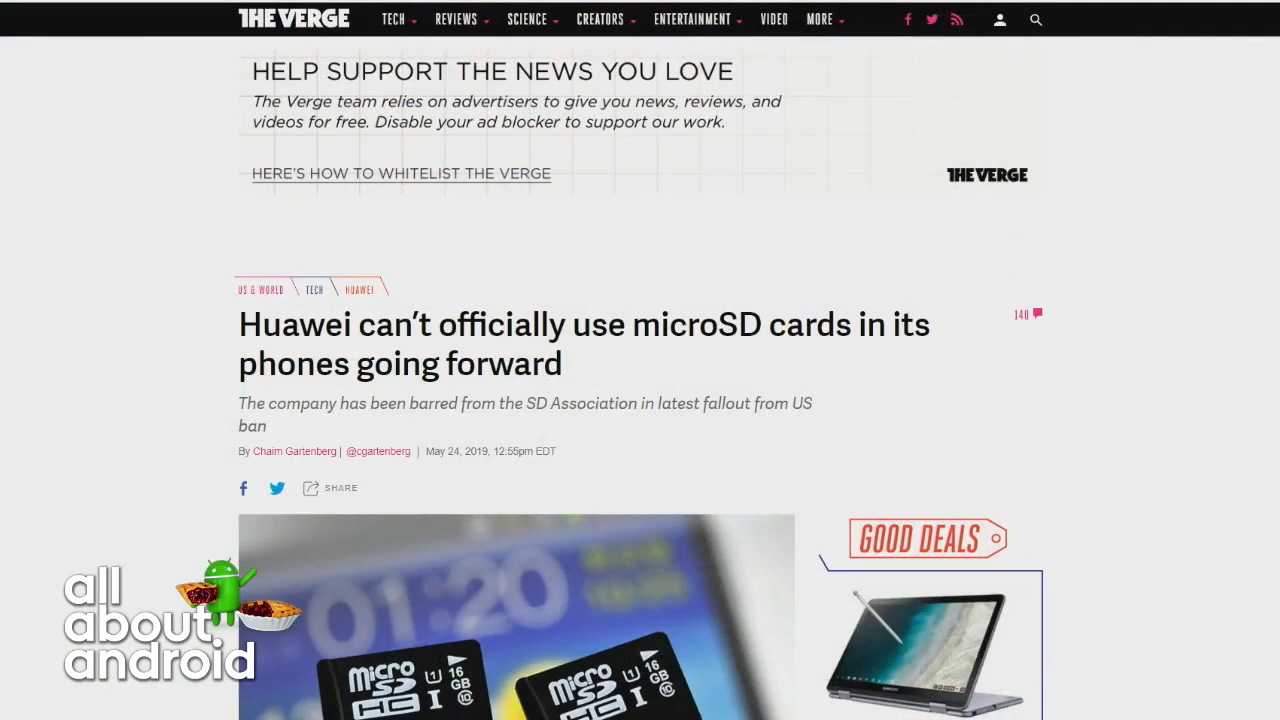 THE VERGE
TECH REVIEWS SCIENCE CREATORS ENTERTAINMENT VIDEO MORE
HELP SUPPORT THE NEWS YOU LOVE
The Verge team relies on advertisers to give you news, reviews, and
videos for free. Disable your ad blocker to support our work.
HERE'S HOW TO WHITELIST THE VERGE
THE VERGE
US & WORLD TECH HUAWEI
Huawei can't officially use microSD cards in its
phones going forward
140
The company has been barred from the SD Association in latest fallout from US
ban
By Chaim Gartenberg | @cgartenberg | May 24, 2019, 12:55pm EDT
SHARE
GOOD DEALS
01:20
micro
SD
HC I
1
16
GB
10
micro
SD
HC I
1
16
GB
10
SAMSUNG
all
about
android